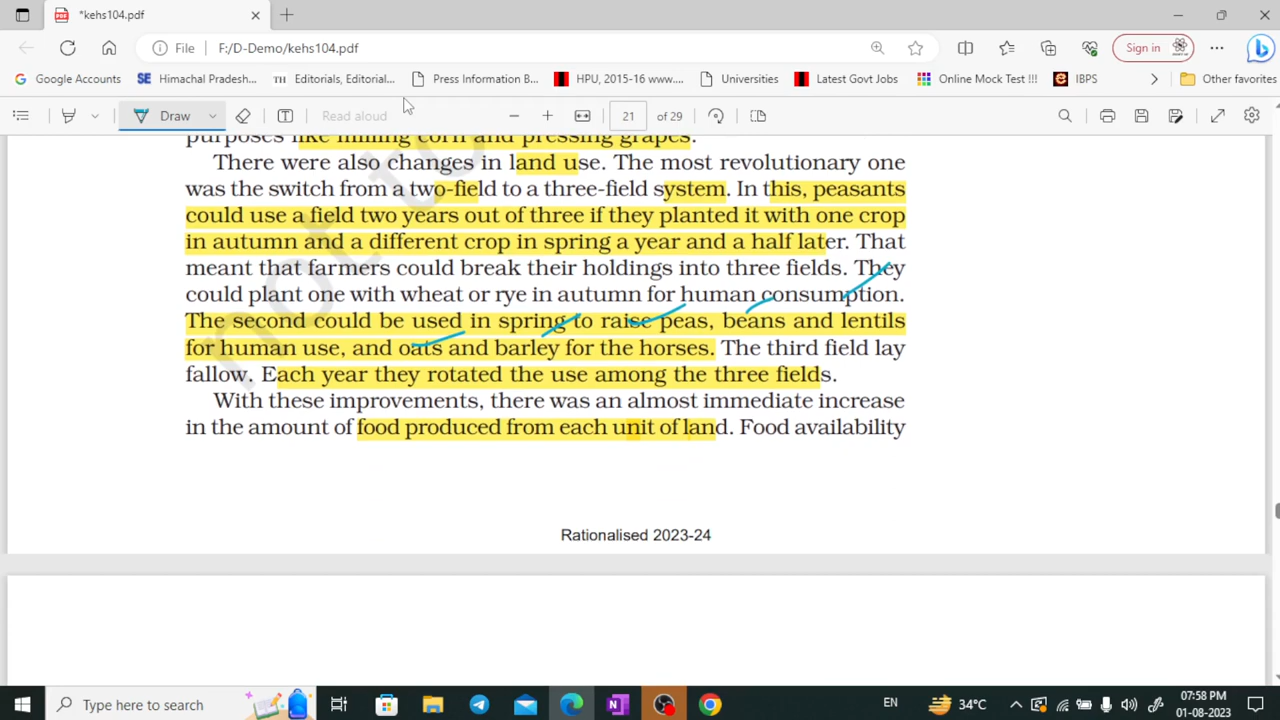 *kehs104.pdf
File F:/D-Demo/kehs104.pdf Sign in
Google Accounts SE Himachal Pradesh... TH Editorials, Editorial... Press Information B... HPU, 2015-16 www.... Universities Latest Govt Jobs Online Mock Test !!! IBPS Other favorites
Draw Read aloud 21 of 29
purposes like milling corn and pressing grapes.
There were also changes in land use. The most revolutionary one
was the switch from a two-field to a three-field system. In this, peasants
could use a field two years out of three if they planted it with one crop
in autumn and a different crop in spring a year and a half later. That
meant that farmers could break their holdings into three fields. They
could plant one with wheat or rye in autumn for human consumption.
The second could be used in spring to raise peas, beans and lentils
for human use, and oats and barley for the horses. The third field lay
fallow. Each year they rotated the use among the three fields.
With these improvements, there was an almost immediate increase
in the amount of food produced from each unit of land. Food availability
not to
Rationalised 2023-24
Type here to search EN 34°C 07:58 PM
01-08-2023